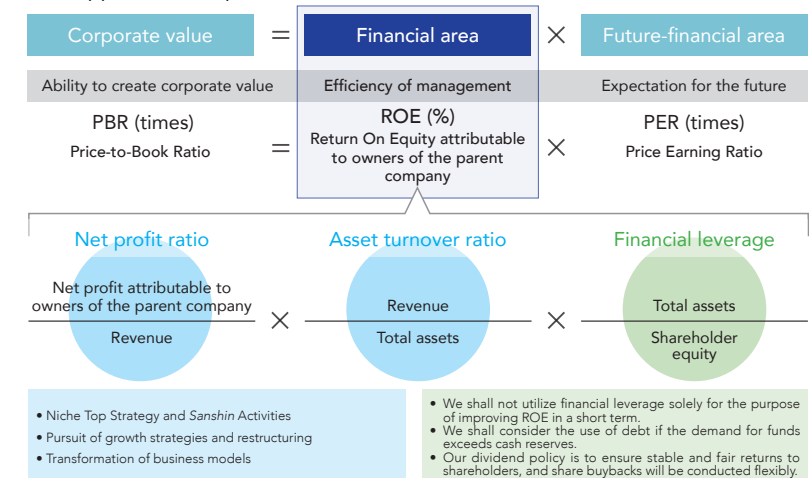 Corporate value = Financial area × Future-financial area
Ability to create corporate value Efficiency of management Expectation for the future
PBR (times)
Price-to-Book Ratio
=
ROE (%)
Return On Equity attributable
to owners of the parent
company
×
PER (times)
Price Earning Ratio
Net profit ratio
Net profit attributable to
owners of the parent company
Revenue
×
Asset turnover ratio
Revenue
Total assets
×
Financial leverage
Total assets
Shareholder
equity
• Niche Top Strategy and Sanshin Activities
• Pursuit of growth strategies and restructuring
• Transformation of business models
• We shall not utilize financial leverage solely for the purpose
of improving ROE in a short term.
• We shall consider the use of debt if the demand for funds
exceeds cash reserves.
• Our dividend policy is to ensure stable and fair returns to
shareholders, and share buybacks will be conducted flexibly.